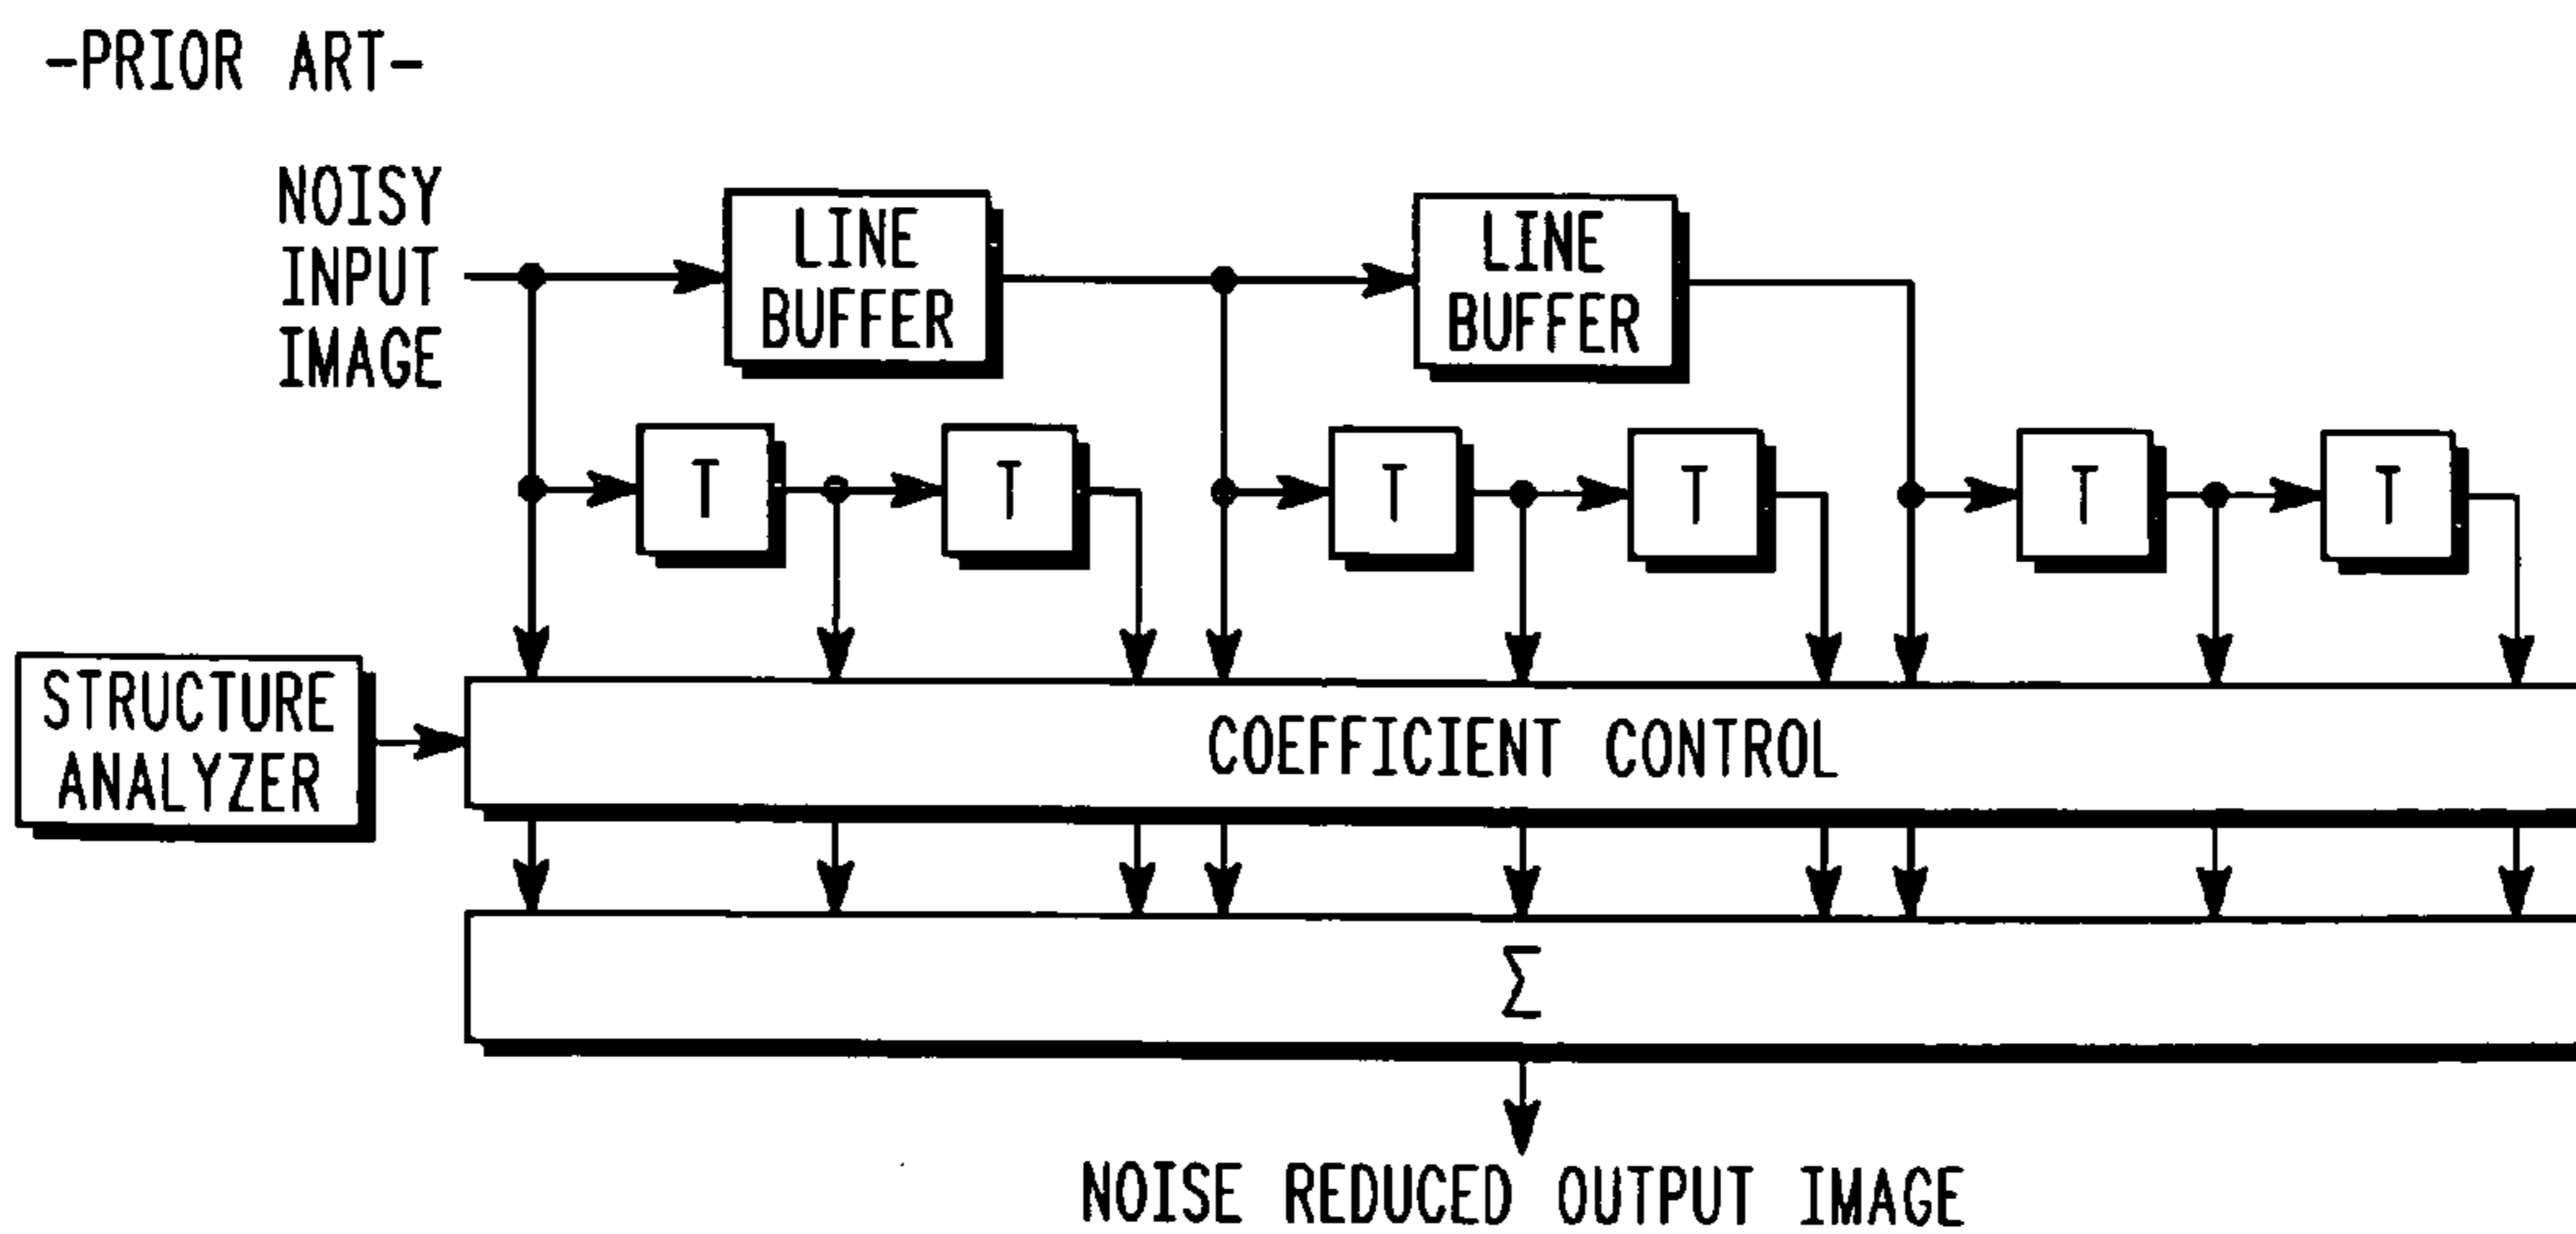 -PRIOR ART-
NOISY
INPUT
IMAGE
LINE
BUFFER
LINE
BUFFER
T
T
T
T
T
T
STRUCTURE
ANALYZER
COEFFICIENT CONTROL
Σ
NOISE REDUCED OUTPUT IMAGE